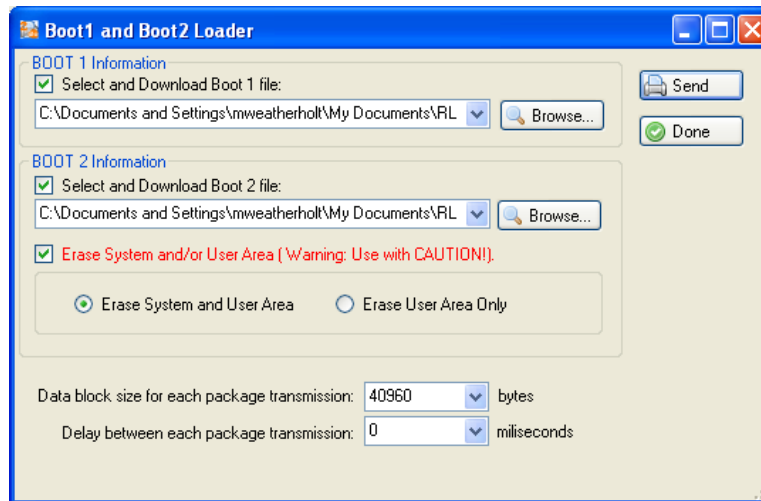 Boot1 and Boot2 Loader
BOOT 1 Information
Select and Download Boot 1 file:
C:\Documents and Settings\mweatherholt\My Documents\RL
Browse...
Send
Done
BOOT 2 Information
Select and Download Boot 2 file:
C:\Documents and Settings\mweatherholt\My Documents\RL
Browse...
Erase System and/or User Area ( Warning: Use with CAUTION!).
Erase System and User Area
Erase User Area Only
Data block size for each package transmission: 40960 bytes
Delay between each package transmission: 0 miliseconds